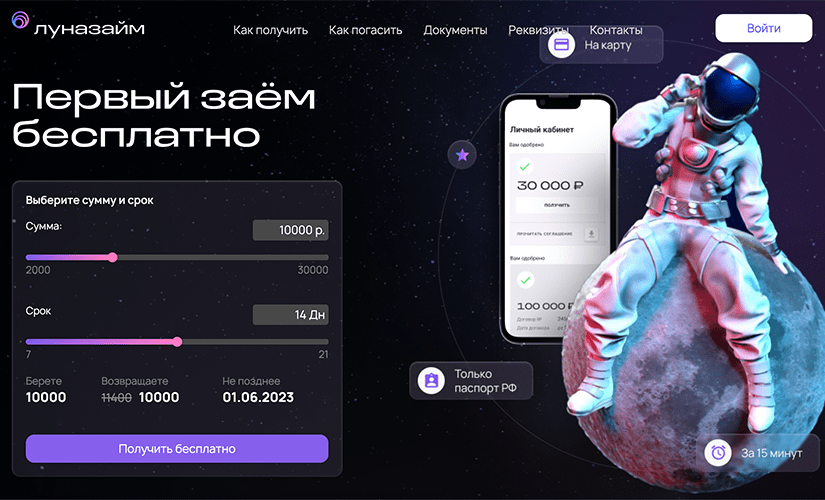 луназайм
Как получить
Как погасить
Документы
Реквизиты
Контакты
Войти
На карту
Первый заём
бесплатно
Выберите сумму и срок
Сумма:
10000 р.
2000
30000
Срок
14 Дн
7
21
Берете
Возвращаете
Не позднее
10000
11400 10000
01.06.2023
Получить бесплатно
Личный кабинет
Вам одобрено
30 000 ₽
ПОЛУЧИТЬ
ПРОЧИТАТЬ СОГЛАШЕНИЕ
Вам одобрено
100 000 ₽
Договор №
Дата договора
Только
паспорт РФ
За 15 минут